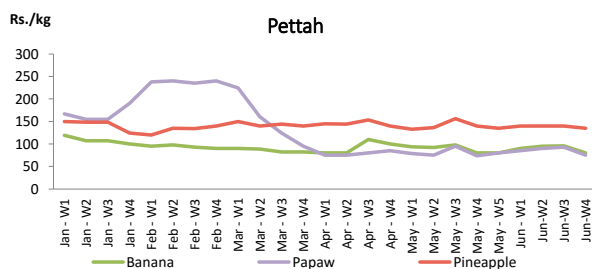 Rs./kg
Pettah
300
250
200
150
100
50
0
Jan - W1
Jan - W2
Jan - W3
Jan - W4
Feb - W1
Feb - W2
Feb - W3
Feb - W4
Mar - W1
Mar - W2
Mar - W3
Mar - W4
Apr - W1
Apr - W2
Apr - W3
Apr - W4
May - W1
May - W2
May - W3
May - W4
May - W5
Jun - W1
Jun-W2
Jun-W3
Jun-W4
Banana Papaw Pineapple